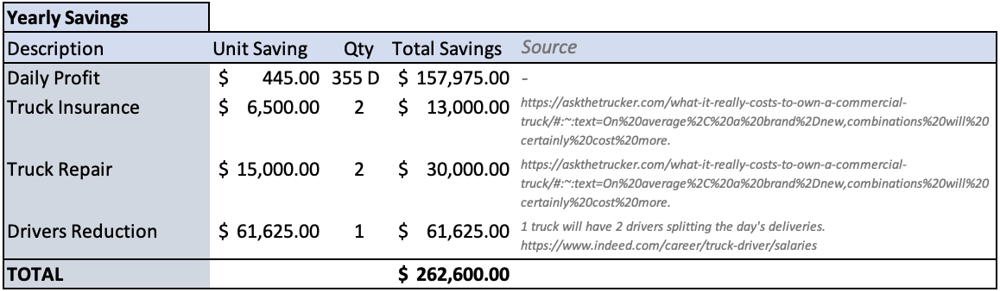 Yearly Savings
Description Unit Saving Qty Total Savings Source
Daily Profit $ 445.00 355 D $ 157,975.00 -
Truck Insurance $ 6,500.00 2 $ 13,000.00 https://askthetrucker.com/what-it-really-costs-to-own-a-commercial-
truck/#:~:text=On%20average%2C%20a%20brand%2Dnew,combinations%20will%20
certainly%20cost%20more.
Truck Repair $ 15,000.00 2 $ 30,000.00 https://askthetrucker.com/what-it-really-costs-to-own-a-commercial-
truck/#:~:text=On%20average%2C%20a%20brand%2Dnew,combinations%20will%20
certainly%20cost%20more.
Drivers Reduction $ 61,625.00 1 $ 61,625.00 1 truck will have 2 drivers splitting the day's deliveries.
https://www.indeed.com/career/truck-driver/salaries
TOTAL $ 262,600.00